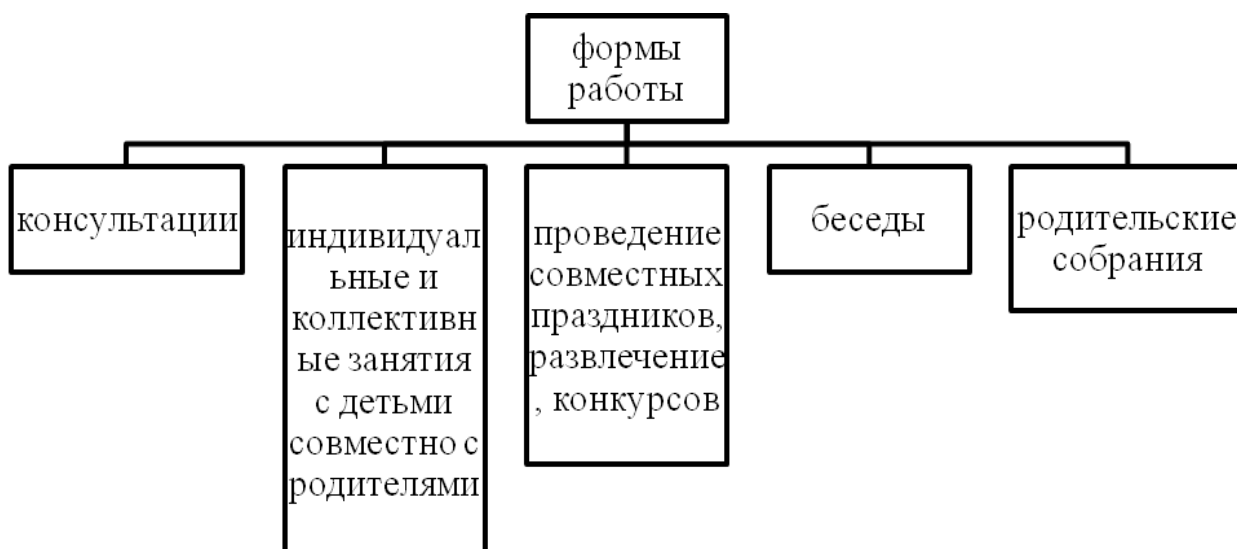 формы
работы
консультации
индивидуал
ьные и
коллективн
ые занятия
с детьми
совместно с
родителями
проведение
совместных
праздников,
развлечение
, конкурсов
беседы
родительские
собрания